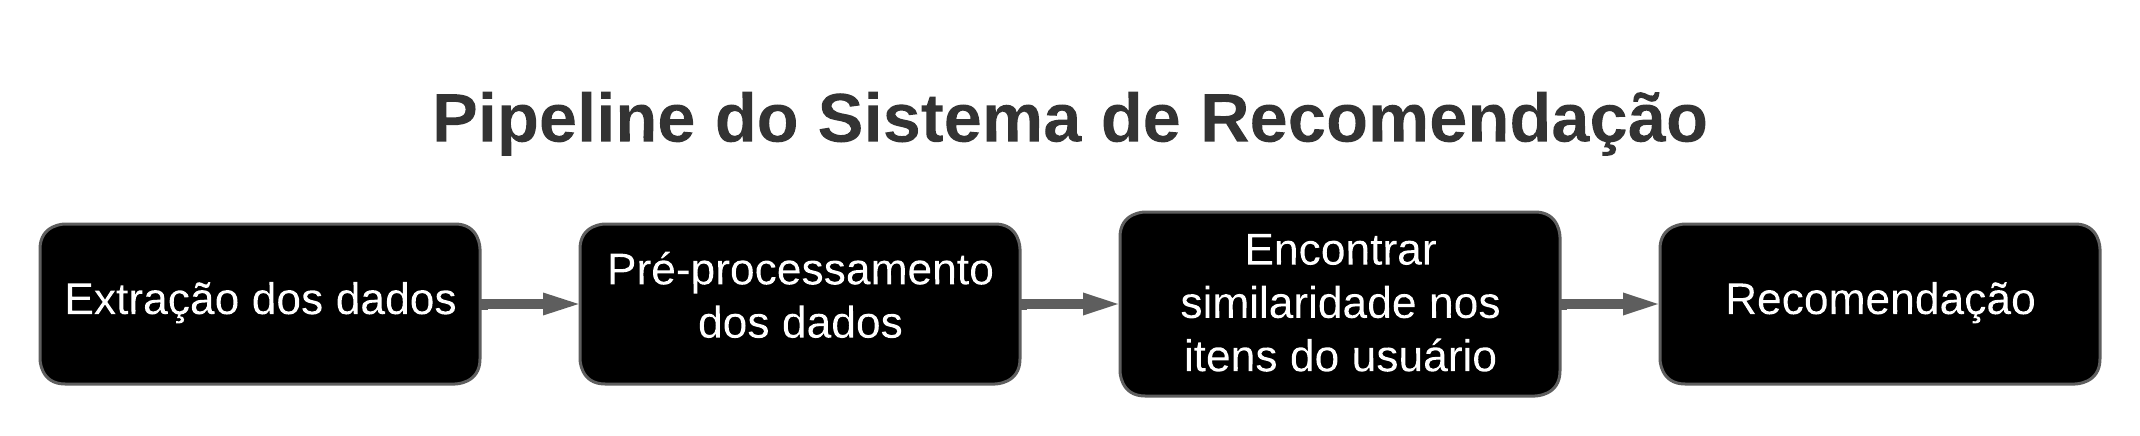 Pipeline do Sistema de Recomendação
Extração dos dados
Pré-processamento
dos dados
Encontrar
similaridade nos
itens do usuário
Recomendação